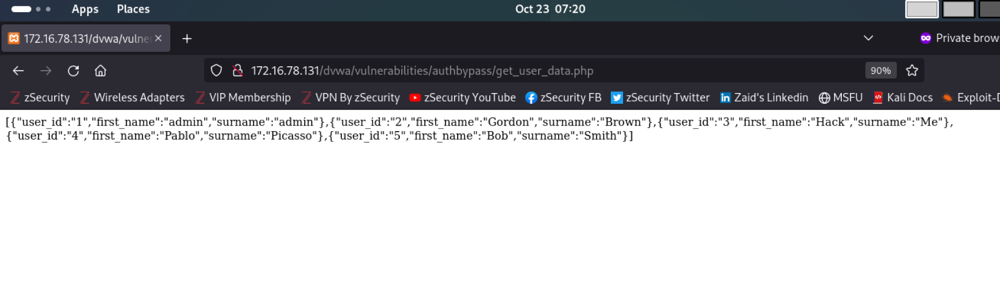 Apps Places Oct 23 07:20
172.16.78.131/dvwa/vulne Private brow
172.16.78.131/dvwa/vulnerabilities/authbypass/get_user_data.php 90%
zSecurity Wireless Adapters VIP Membership VPN By zSecurity zSecurity YouTube zSecurity FB zSecurity Twitter Zaid's Linkedin MSFU Kali Docs Exploit-D
[{"user_id":"1","first_name":"admin","surname":"admin"},{"user_id":"2","first_name":"Gordon","surname":"Brown"},{"user_id":"3","first_name":"Hack","surname":"Me"},
{"user_id":"4","first_name":"Pablo","surname":"Picasso"},{"user_id":"5","first_name":"Bob","surname":"Smith"}]